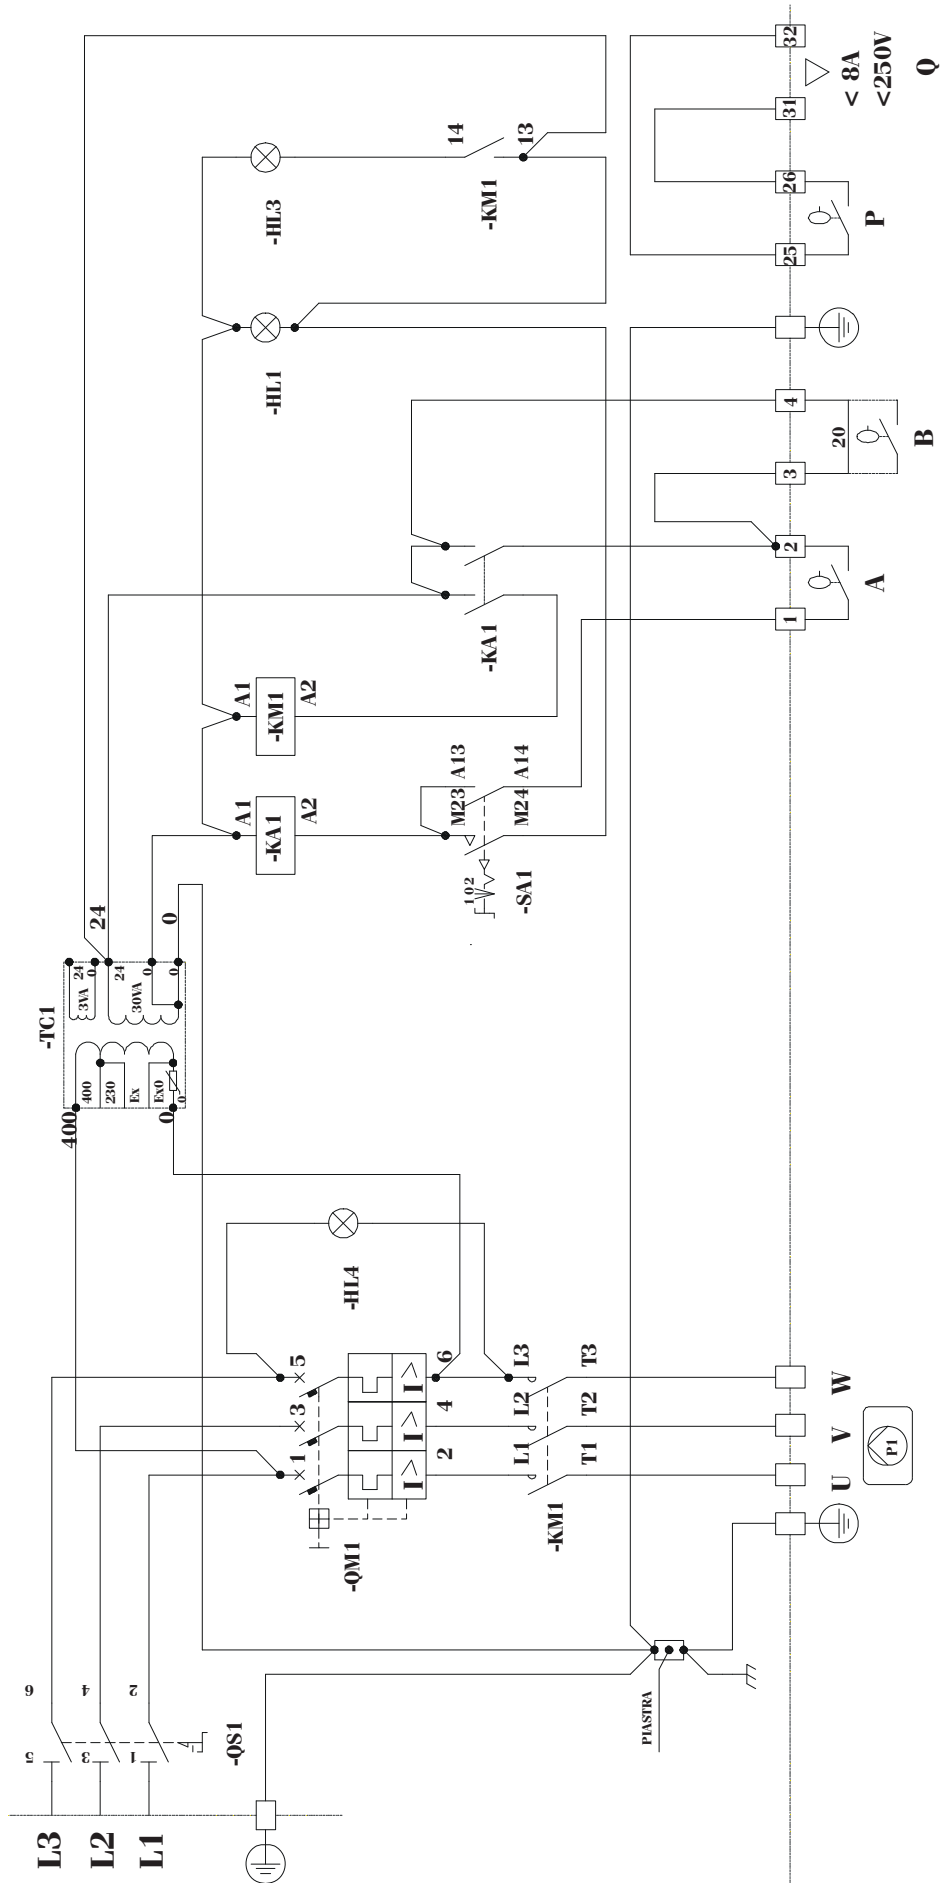 L3
L2
L1
5
3
1
6
4
2
-QS1
PIASTRA
-QM1
1
3
5
I >
I >
I >
2
4
6
L1
L2
L3
-KM1
T1
T2
T3
U
V
W
P1
-HL4
400
0
-TC1
400
230
Ex
Ex0
0
3VA
24
0
30VA
24
0
0
24
0
-KA1
A1
A2
-KM1
A1
A2
1 0 2
-SA1
M23
A13
M24
A14
-KA1
-HL1
-HL3
-KM1
14
13
1
2
3
4
20
A
B
25
26
31
32
P
< 8A
<250V
Q